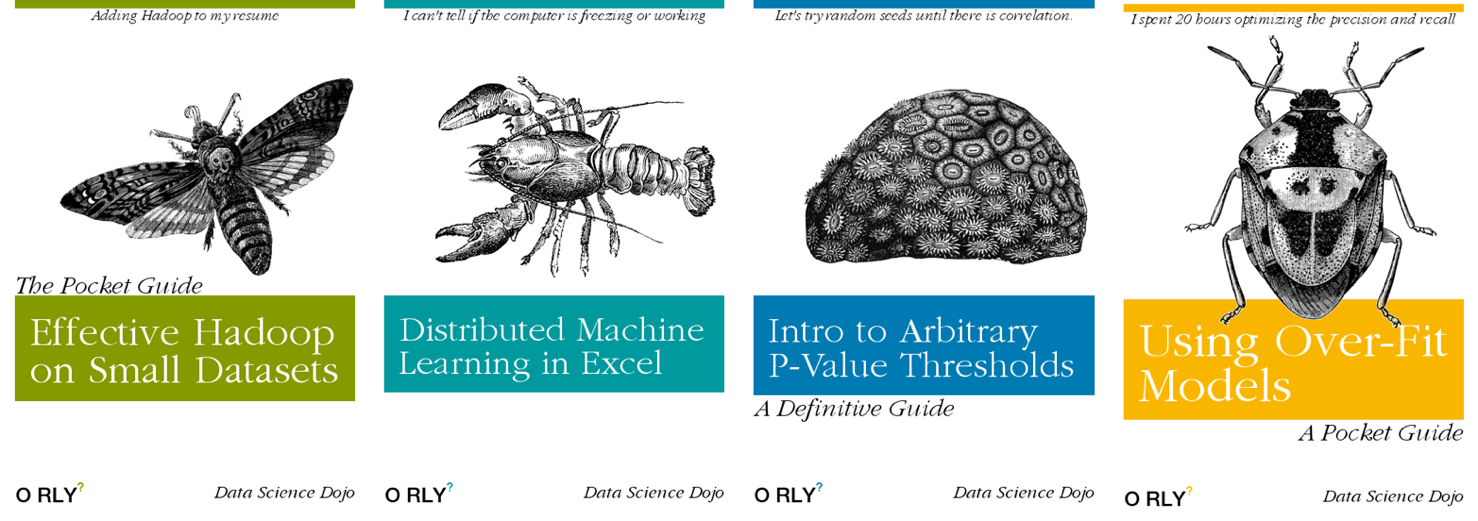 Adding Hadoop to my resume
The Pocket Guide
Effective Hadoop
on Small Datasets
O RLY?
Data Science Dojo
I can't tell if the computer is freezing or working
Distributed Machine
Learning in Excel
O RLY?
Data Science Dojo
Let's try random seeds until there is correlation.
Intro to Arbitrary
P-Value Thresholds
A Definitive Guide
O RLY?
Data Science Dojo
I spent 20 hours optimizing the precision and recall
Using Over-Fit
Models
A Pocket Guide
O RLY?
Data Science Dojo